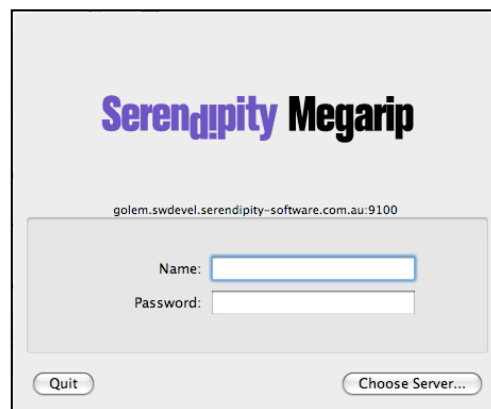 Serendipity Megarip
golem.swdevel.serendipity-software.com.au:9100
Name:
Password:
Quit
Choose Server...